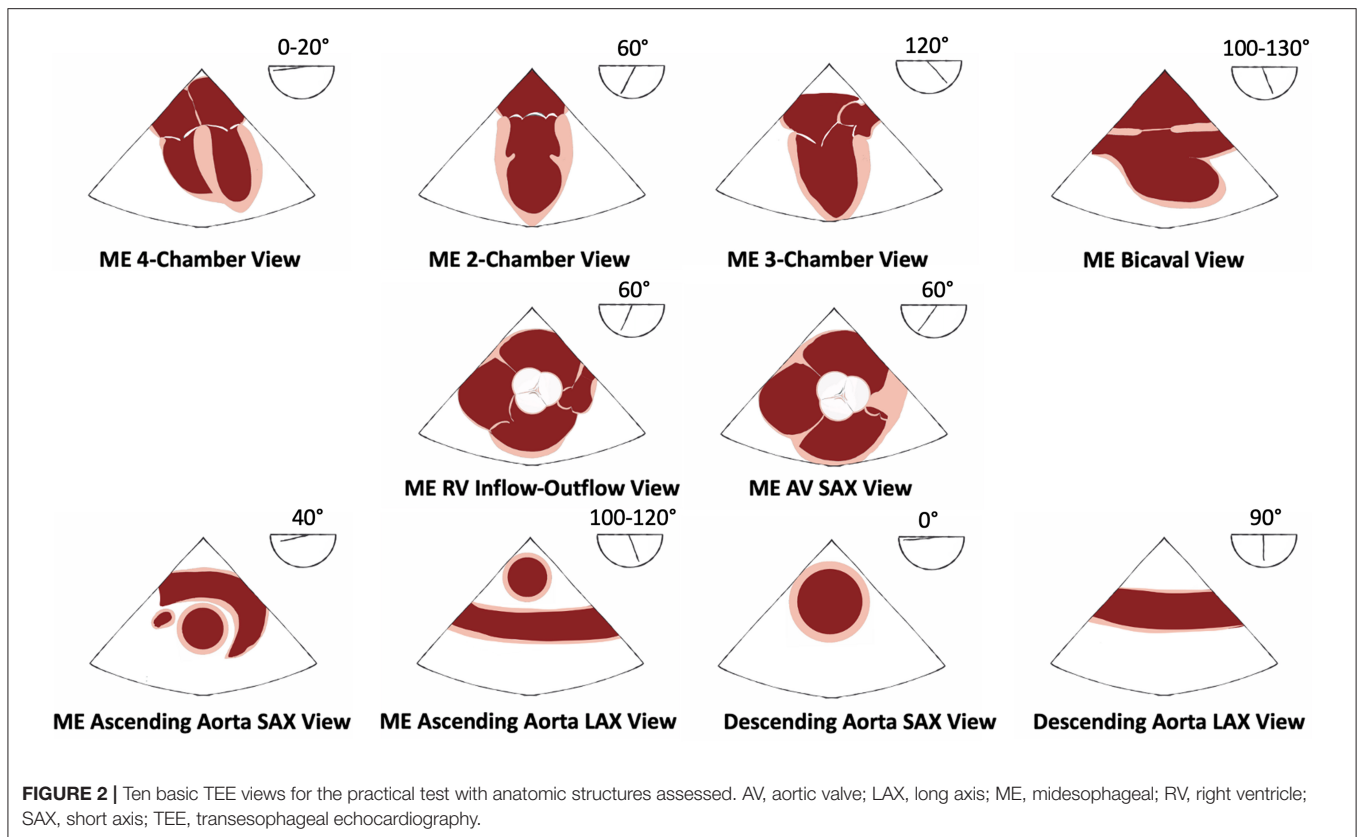 0-20°
60°
120°
100-130°
ME 4-Chamber View
ME 2-Chamber View
ME 3-Chamber View
ME Bicaval View
60°
60°
ME RV Inflow-Outflow View
ME AV SAX View
40°
100-120°
0°
90°
ME Ascending Aorta SAX View
ME Ascending Aorta LAX View
Descending Aorta SAX View
Descending Aorta LAX View
FIGURE 2 | Ten basic TEE views for the practical test with anatomic structures assessed. AV, aortic valve; LAX, long axis; ME, midesophageal; RV, right ventricle;
SAX, short axis; TEE, transesophageal echocardiography.